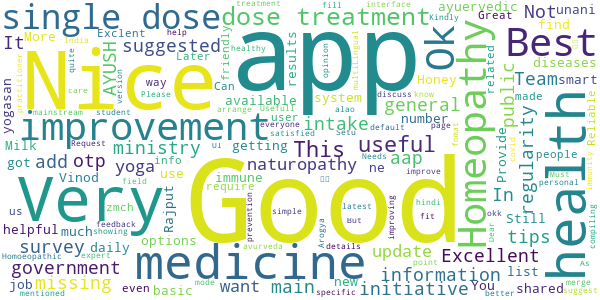 single dose
dose treatment
app
Nice
Very Good
improvement
medicine
health
Homeopathy
Best
ok
Not
unani
ayuervedic
Great
find
diseases
Team
smart
Honey
related
public
general
made
Provide
regularity
In
tips
Still
people
Excellent
information
list
You
shared
initiative
update
main
want
new
options
intake
number
system
available
results
friendly
user
suggested
AYUSH
version
It
More
Exclent
Later
way
Can
yogasan
practitioner
mainstream
India
quite
care
Please
student
help
healthy
treatment
opinion
multilingual
arrange
Usefull
fill
interface
Kindly
discuss
know
everyone
satisfied
Setu
default
page
format
covid
Reliable
immunity
Needs
improve
This
useful
aap
ne
naturopathy
ministry
getting
ui
Request
add
otp
yoga
info
immune
require
use
Milk
got
Vinod
Rajput
zmch
field
us
helpful
much
survey
daily
government
job
missing
basic
even
mentioned
Homoeopathic
feedback
showing
expert
ayurveda
mode
prevention
simple
Arogya
But
latest
improving
fit
details
specific
hindi
okk
point
Dear
Must
personal
As
better
merge
suggest
compiling
alao